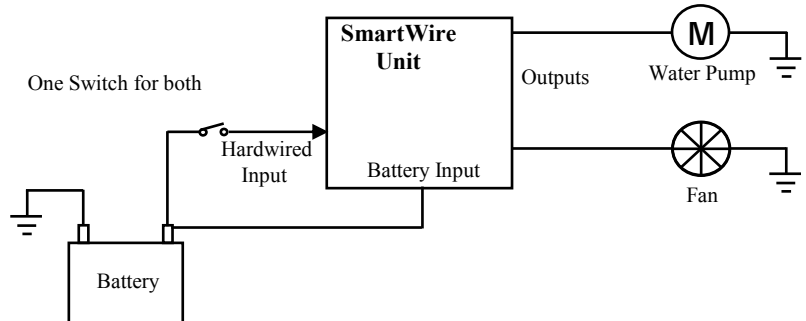 SmartWire
Unit
M
Water Pump
Outputs
One Switch for both
Hardwired
Input
Battery Input
Fan
Battery